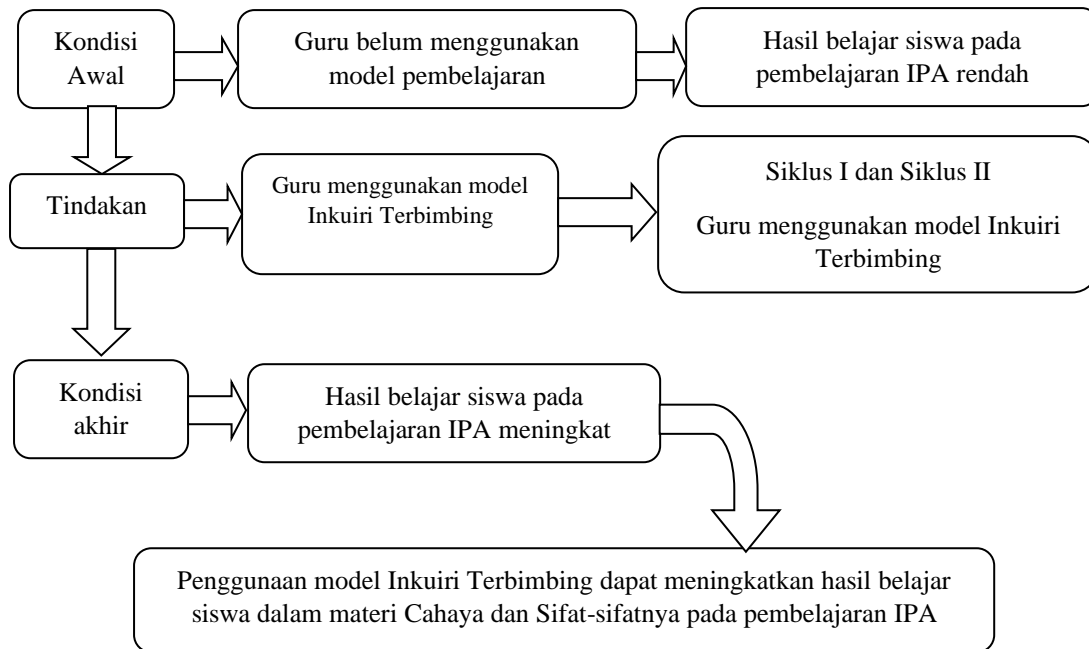 Kondisi
Awal
Guru belum menggunakan
model pembelajaran
Hasil belajar siswa pada
pembelajaran IPA rendah
Tindakan
Guru menggunakan model
Inkuiri Terbimbing
Siklus I dan Siklus II
Guru menggunakan model Inkuiri
Terbimbing
Kondisi
akhir
Hasil belajar siswa pada
pembelajaran IPA meningkat
Penggunaan model Inkuiri Terbimbing dapat meningkatkan hasil belajar
siswa dalam materi Cahaya dan Sifat-sifatnya pada pembelajaran IPA